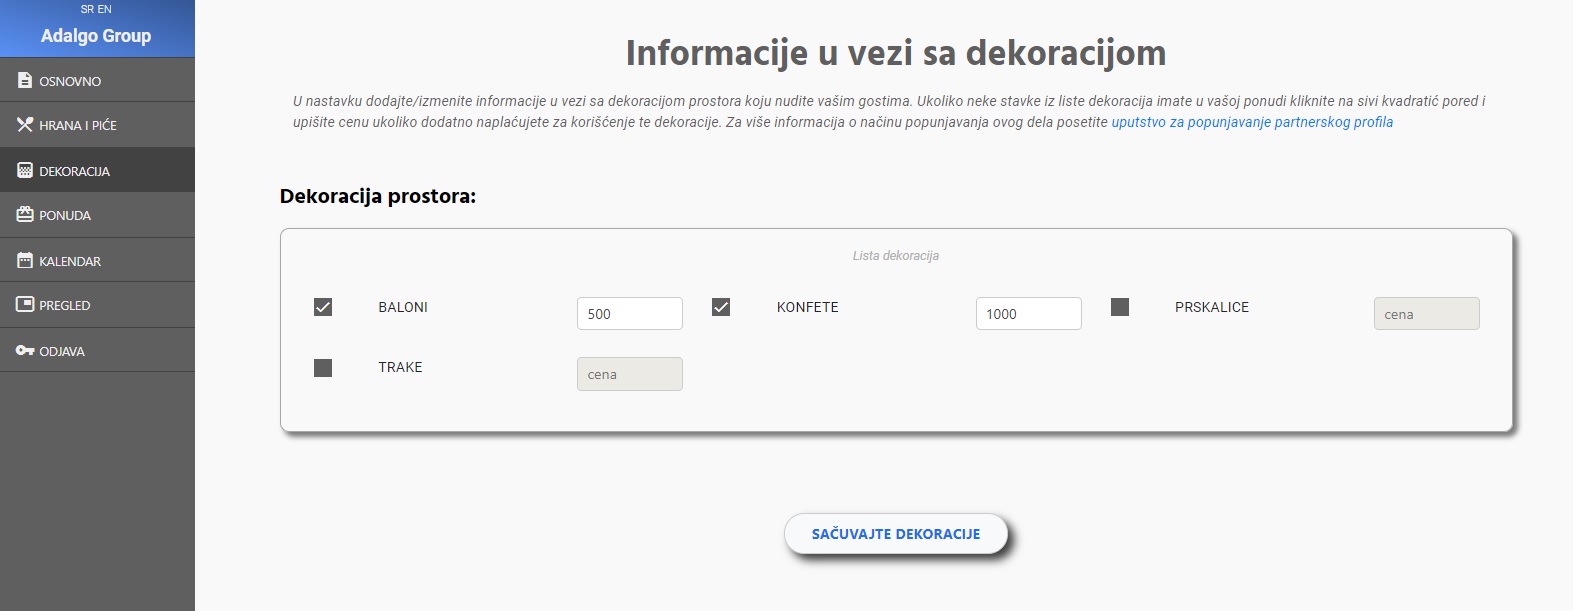 SR EN
Adalgo Group
OSNOVNO
HRANA I PIĆE
DEKORACIJA
PONUDA
KALENDAR
PREGLED
ODJAVA
Informacije u vezi sa dekoracijom
U nastavku dodajte/izmenite informacije u vezi sa dekoracijom prostora koju nudite vašim gostima. Ukoliko neke stavke iz liste dekoracija imate u vašoj ponudi kliknite na sivi kvadratić pored i
upišite cenu ukoliko dodatno naplaćujete za korišćenje te dekoracije. Za više informacija o načinu popunjavanja ovog dela posetite uputstvo za popunjavanje partnerskog profila
Dekoracija prostora:
Lista dekoracija
BALONI 500 KONFETE 1000 PRSKALICE cena
TRAKE cena
SAČUVAJTE DEKORACIJE